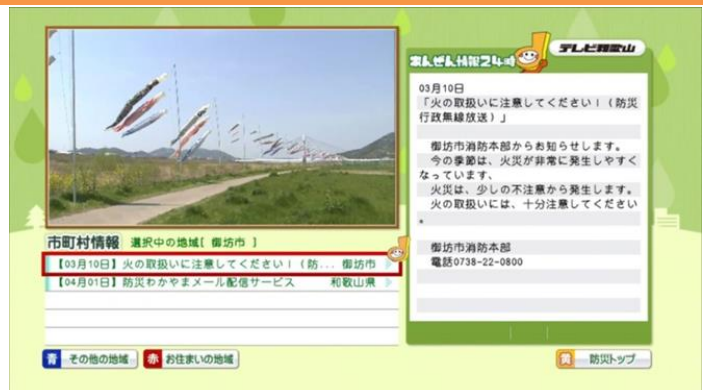 あんぜん情報24時
テレビ和歌山
03月10日
「火の取扱いに注意してください!(防災
行政無線放送)」
御坊市消防本部からお知らせします。
今の季節は、火災が非常に発生しやすく
なっています、
火災は、少しの不注意から発生します。
火の取扱いには、十分注意してください
。
御坊市消防本部
電話0738-22-0800
市町村情報 選択中の地域[ 御坊市 ]
【03月10日】火の取扱いに注意してください!(防... 御坊市
【04月01日】防災わかやまメール配信サービス 和歌山県
青 その他の地域 赤 お住まいの地域
黄 防災トップ